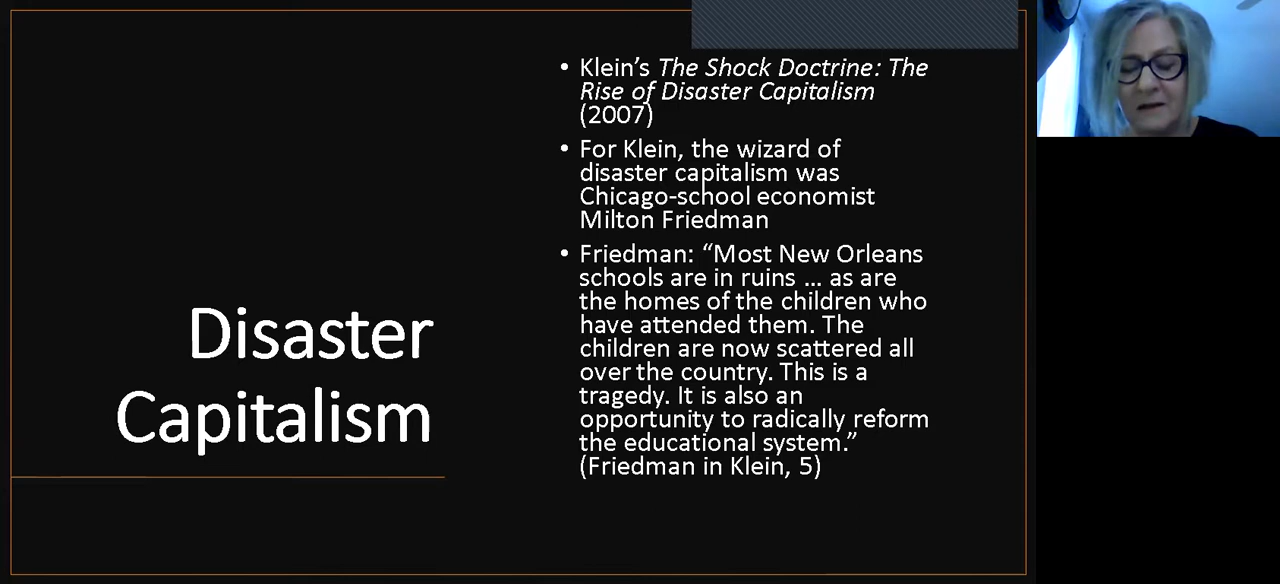 Disaster
Capitalism
• Klein’s The Shock Doctrine: The
Rise of Disaster Capitalism
(2007)
• For Klein, the wizard of
disaster capitalism was
Chicago-school economist
Milton Friedman
• Friedman: “Most New Orleans
schools are in ruins … as are
the homes of the children who
have attended them. The
children are now scattered all
over the country. This is a
tragedy. It is also an
opportunity to radically reform
the educational system.”
(Friedman in Klein, 5)